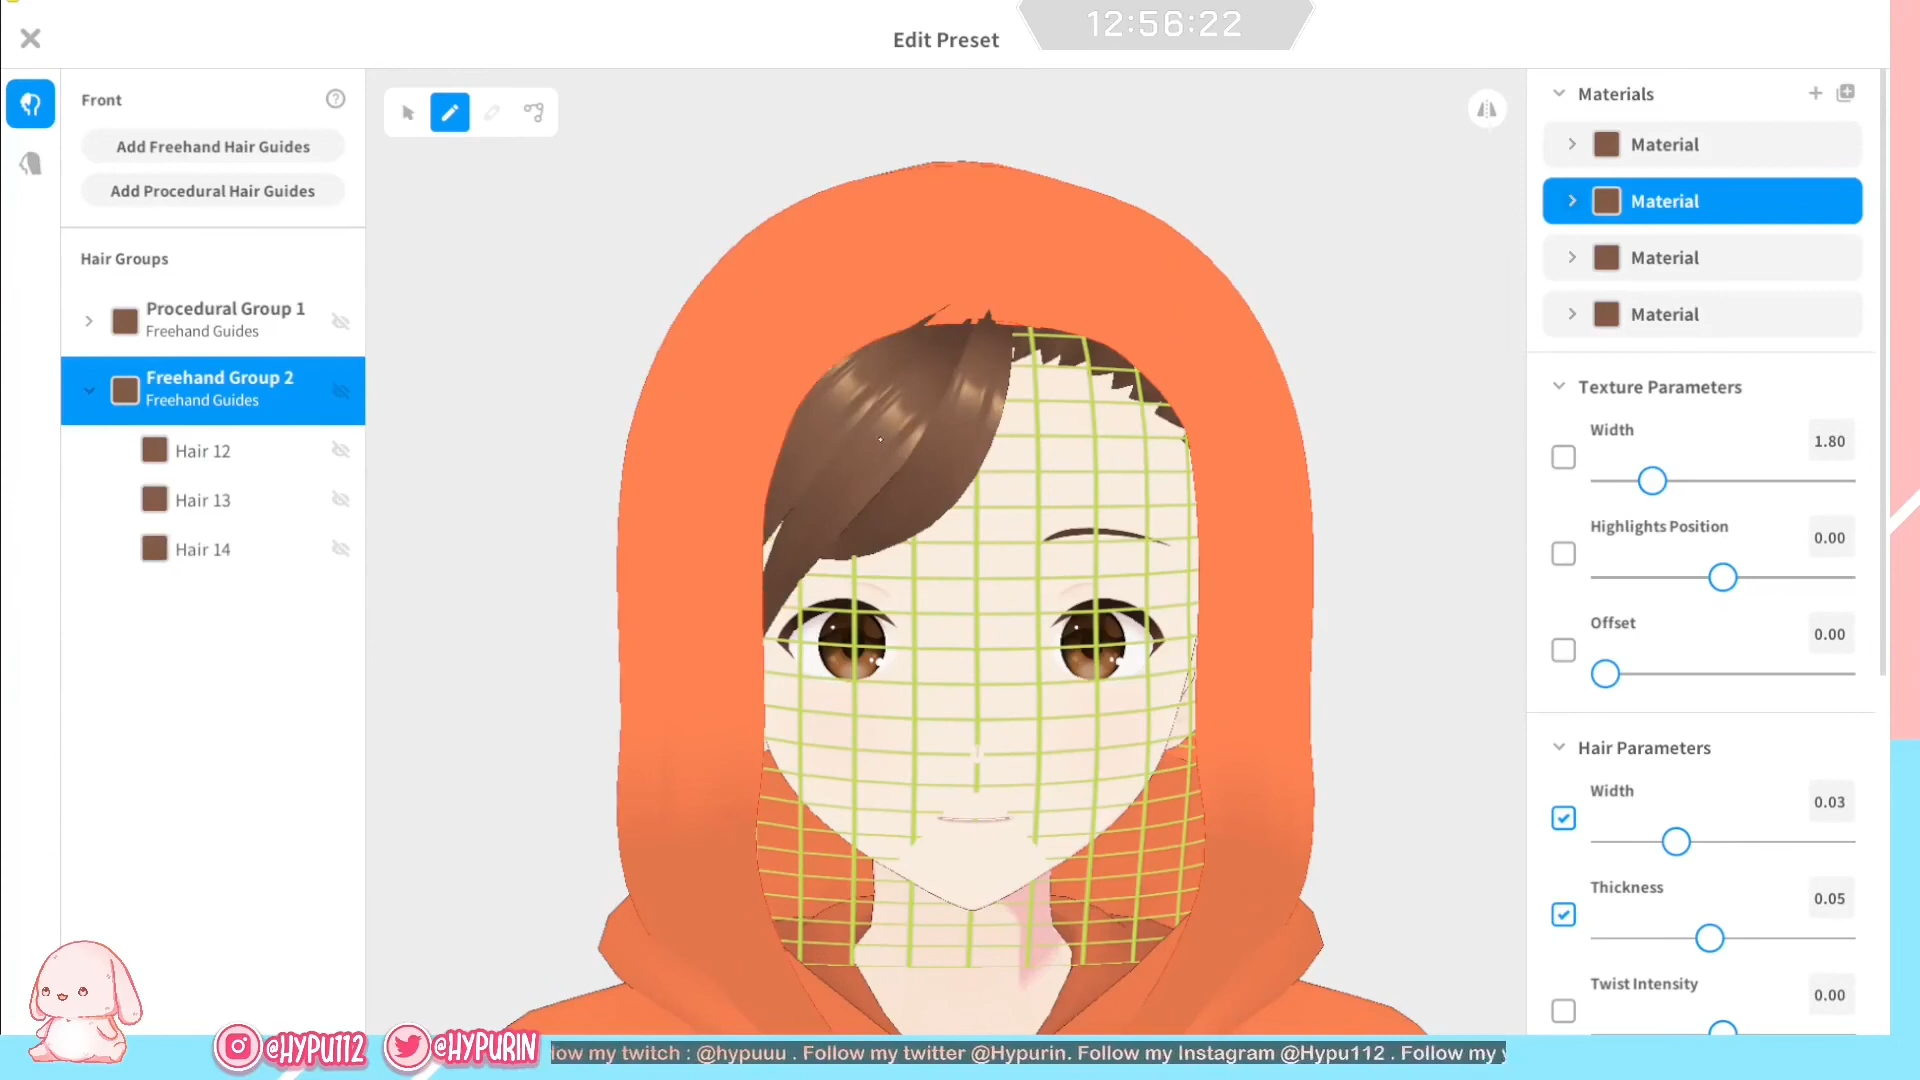 12:56:22
Edit Preset
Front
Add Freehand Hair Guides
Add Procedural Hair Guides
Hair Groups
Procedural Group 1
Freehand Guides
Freehand Group 2
Freehand Guides
Hair 12
Hair 13
Hair 14
Materials
Material
Material
Material
Material
Texture Parameters
Width
1.80
Highlights Position
0.00
Offset
0.00
Hair Parameters
Width
0.03
Thickness
0.05
Twist Intensity
0.00
@HYPU112
@HYPURIN
low my twitch : @hypuuu . Follow my twitter @Hypurin. Follow my Instagram @Hypu112 . Follow my